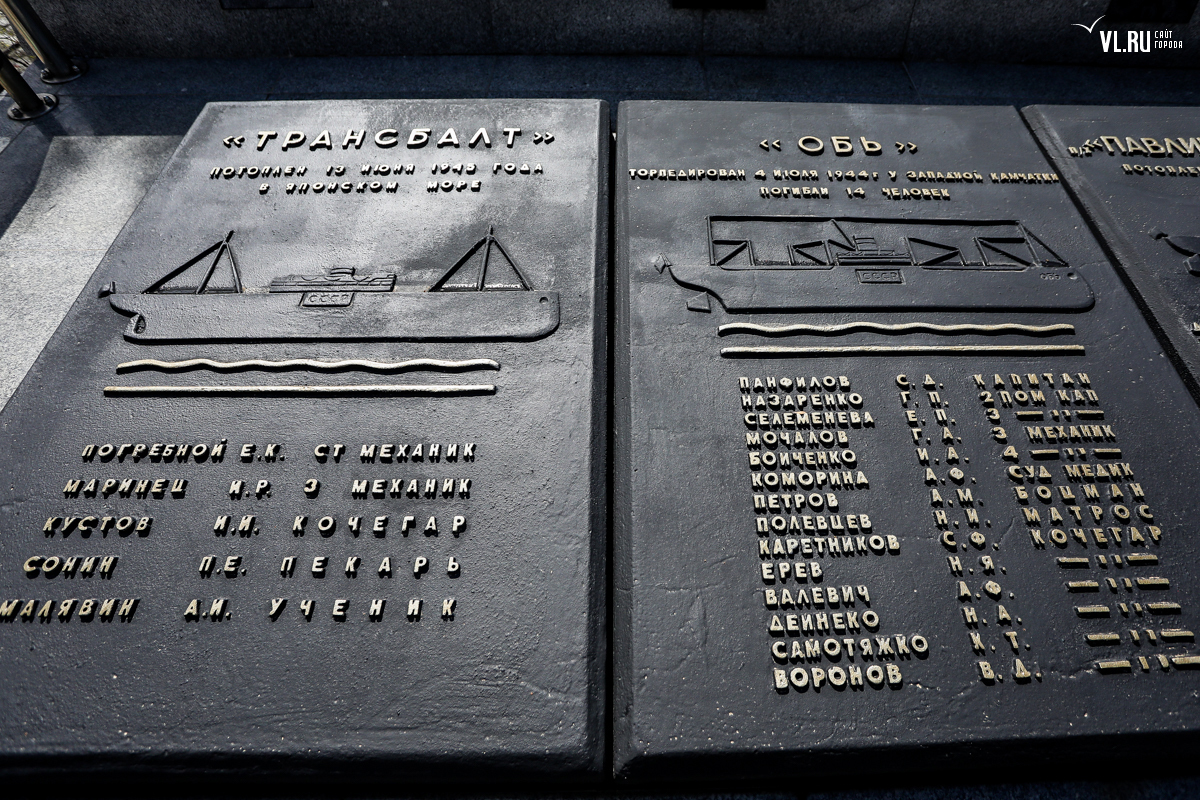 VL.RU САЙТ ГОРОДА
«ТРАНСБАЛТ»
ПОТОПЛЕН 13 ИЮНЯ 1945 ГОДА
В ЯПОНСКОМ МОРЕ
СССР
ПОГРЕБНОЙ Е.К. СТ МЕХАНИК
МАРИНЕЦ И.Р. 3 МЕХАНИК
КУСТОВ И.И. КОЧЕГАР
СОНИН П.Е. ПЕКАРЬ
МАЛЯВИН А.И. УЧЕНИК
«ОБЬ»
ТОРПЕДИРОВАН 4 ИЮЛЯ 1944Г У ЗАПАДНОЙ КАМЧАТКИ
ПОГИБЛИ 14 ЧЕЛОВЕК
СССР
ОБЬ
ПАНФИЛОВ С.Д. КАПИТАН
НАЗАРЕНКО Г.П. 2 ПОМ КАП
СЕЛЕМЕНЕВА Е.П. 3 — " —
МОЧАЛОВ Г.А. 3 МЕХАНИК
БОЙЧЕНКО И.А. 4 — " —
КОМОРИНА А.Ф. СУД МЕДИК
ПЕТРОВ А.М. БОЦМАН
ПОЛЕВЦЕВ Н.И. МАТРОС
КАРЕТНИКОВ С.Ф. КОЧЕГАР
ЕРЕВ Н.Я. — " —
ВАЛЕВИЧ А.Ф. — " —
ДЕЙНЕКО Н.А. — " —
САМОТЯЖКО К.Т. — " —
ВОРОНОВ В.Д. — " —